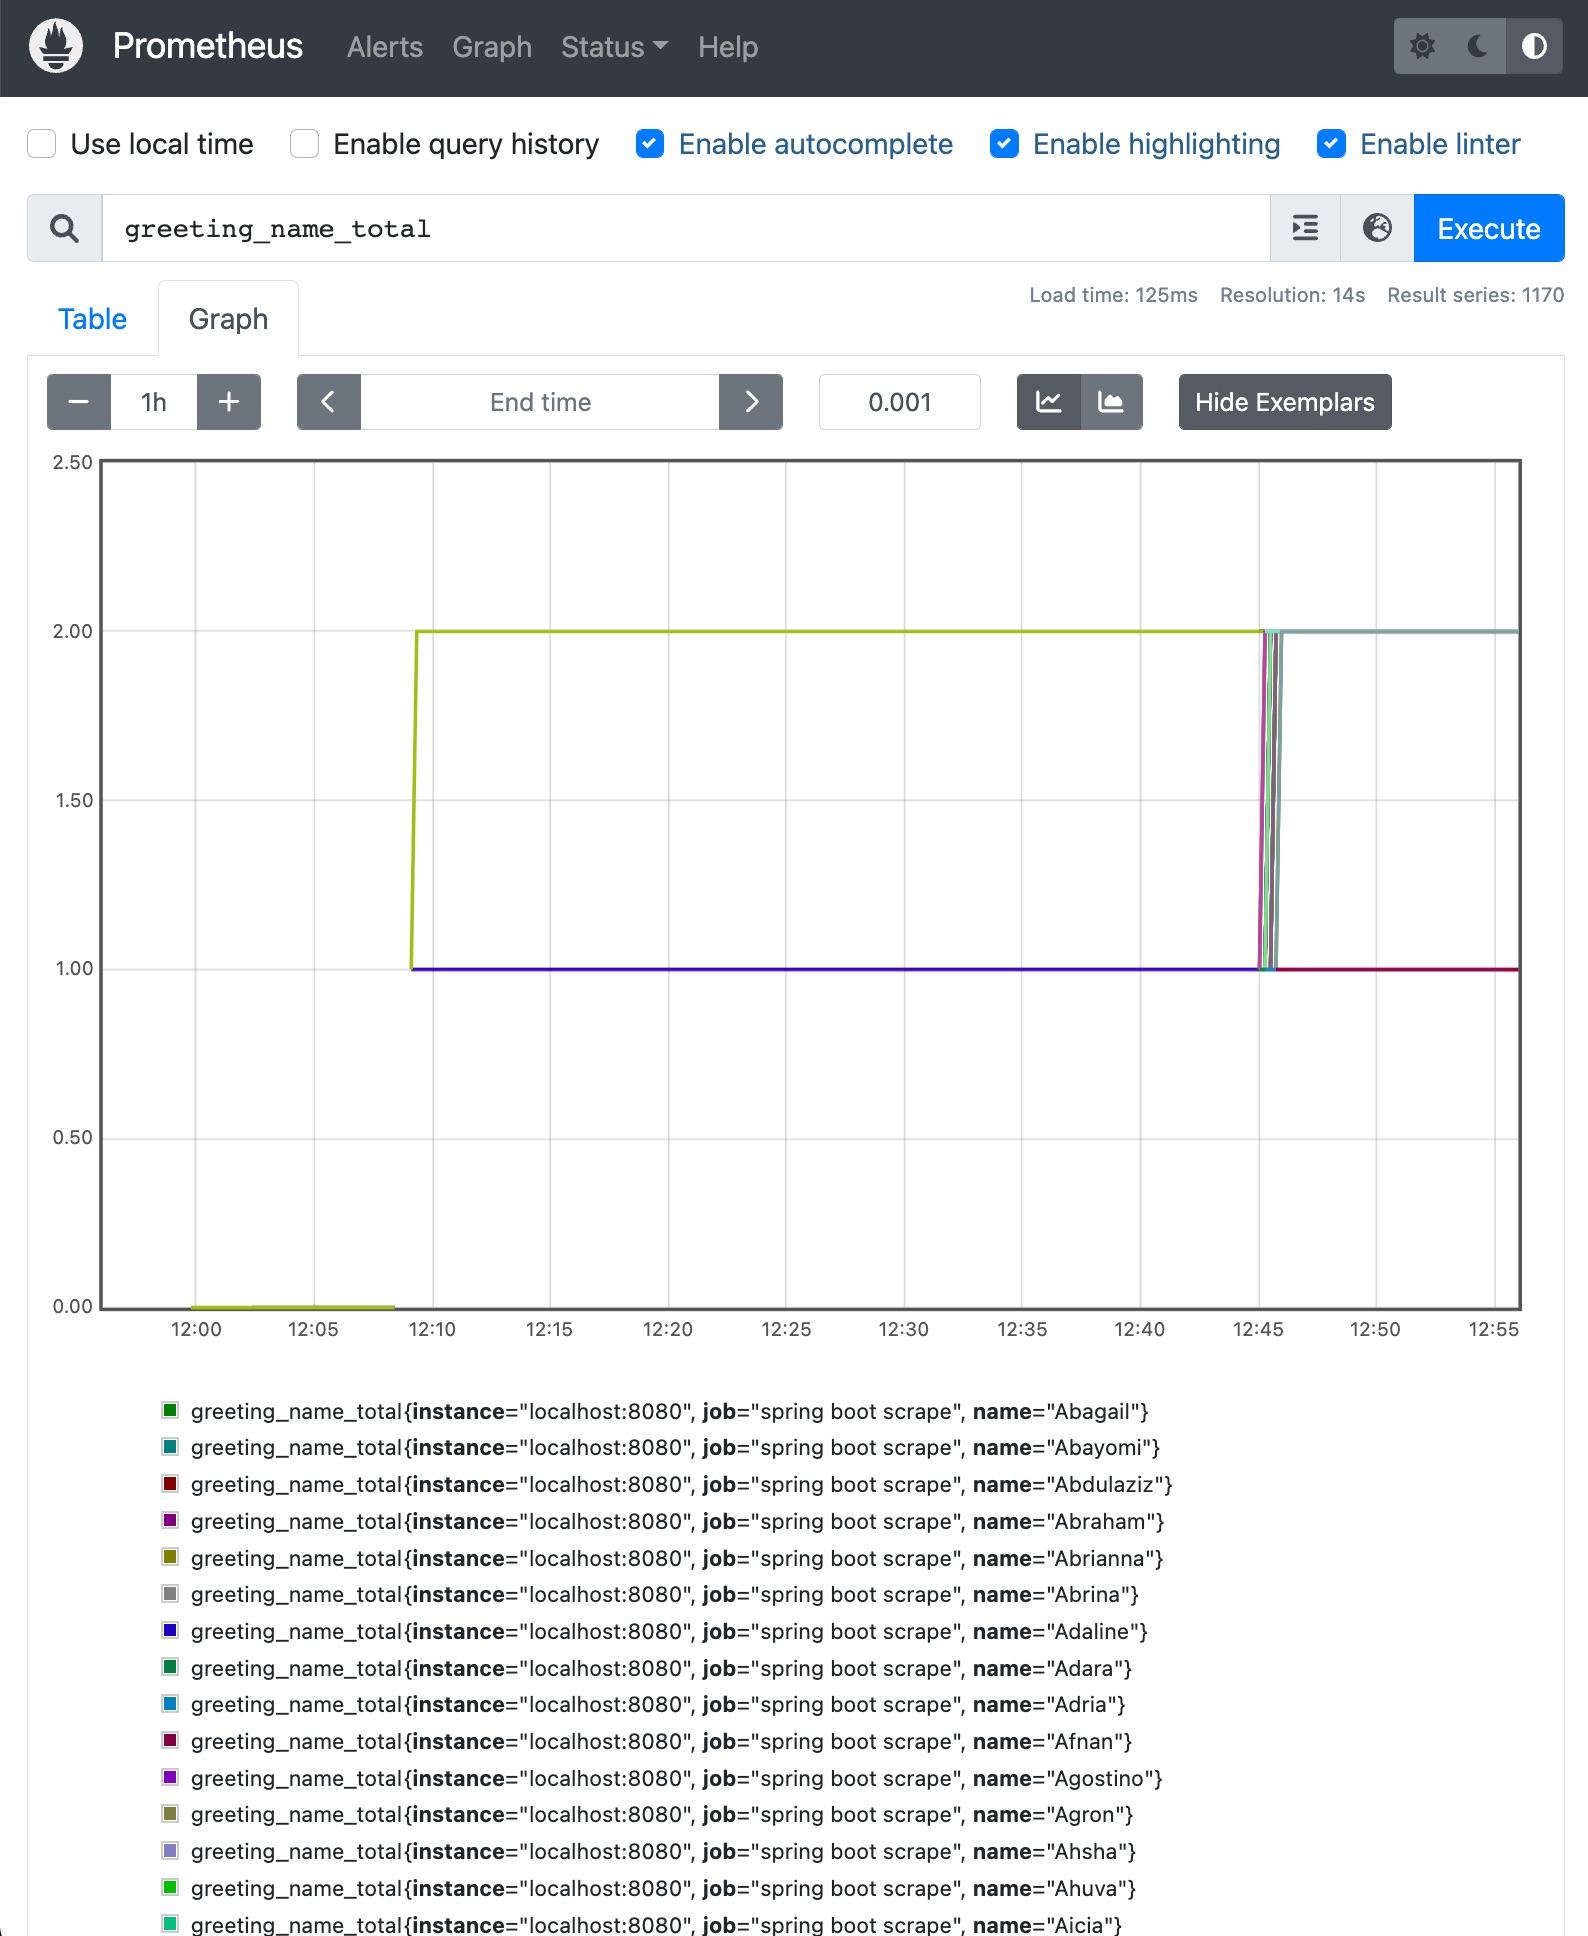 Prometheus Alerts Graph Status Help
Use local time Enable query history Enable autocomplete Enable highlighting Enable linter
greeting_name_total Execute
Load time: 125ms Resolution: 14s Result series: 1170
Table Graph
1h End time 0.001 Hide Exemplars
2.50
2.00
1.50
1.00
0.50
0.00
12:00 12:05 12:10 12:15 12:20 12:25 12:30 12:35 12:40 12:45 12:50 12:55
greeting_name_total{instance="localhost:8080", job="spring boot scrape", name="Abagail"}
greeting_name_total{instance="localhost:8080", job="spring boot scrape", name="Abayomi"}
greeting_name_total{instance="localhost:8080", job="spring boot scrape", name="Abdulaziz"}
greeting_name_total{instance="localhost:8080", job="spring boot scrape", name="Abraham"}
greeting_name_total{instance="localhost:8080", job="spring boot scrape", name="Abrianna"}
greeting_name_total{instance="localhost:8080", job="spring boot scrape", name="Abrina"}
greeting_name_total{instance="localhost:8080", job="spring boot scrape", name="Adaline"}
greeting_name_total{instance="localhost:8080", job="spring boot scrape", name="Adara"}
greeting_name_total{instance="localhost:8080", job="spring boot scrape", name="Adria"}
greeting_name_total{instance="localhost:8080", job="spring boot scrape", name="Afnan"}
greeting_name_total{instance="localhost:8080", job="spring boot scrape", name="Agostino"}
greeting_name_total{instance="localhost:8080", job="spring boot scrape", name="Agron"}
greeting_name_total{instance="localhost:8080", job="spring boot scrape", name="Ahsha"}
greeting_name_total{instance="localhost:8080", job="spring boot scrape", name="Ahuva"}
greeting_name_total{instance="localhost:8080", job="spring boot scrape", name="Aicia"}